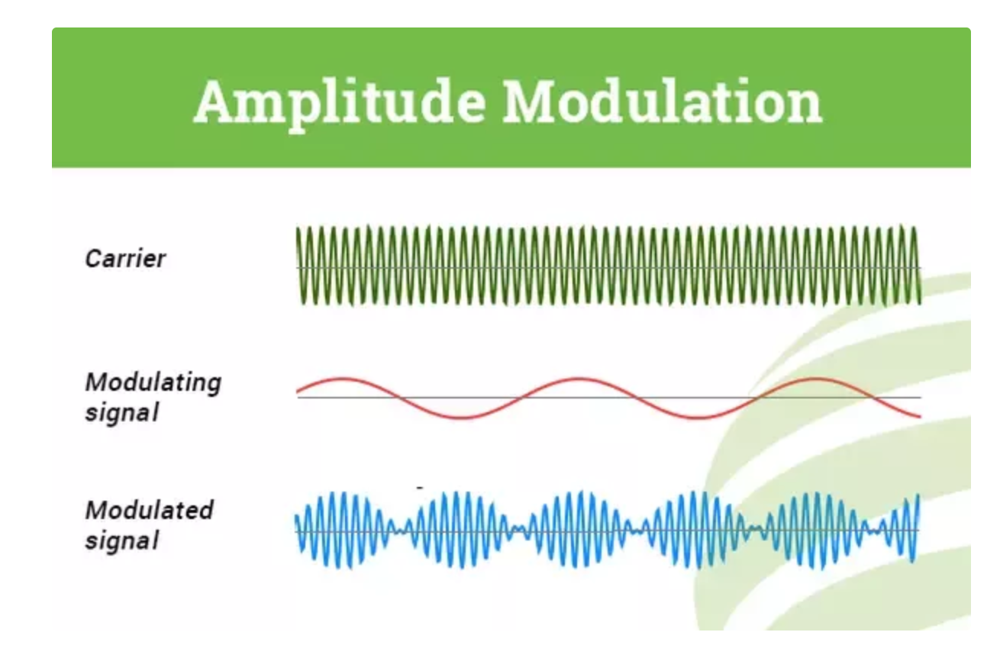 Amplitude Modulation
Carrier
Modulating
signal
Modulated
signal